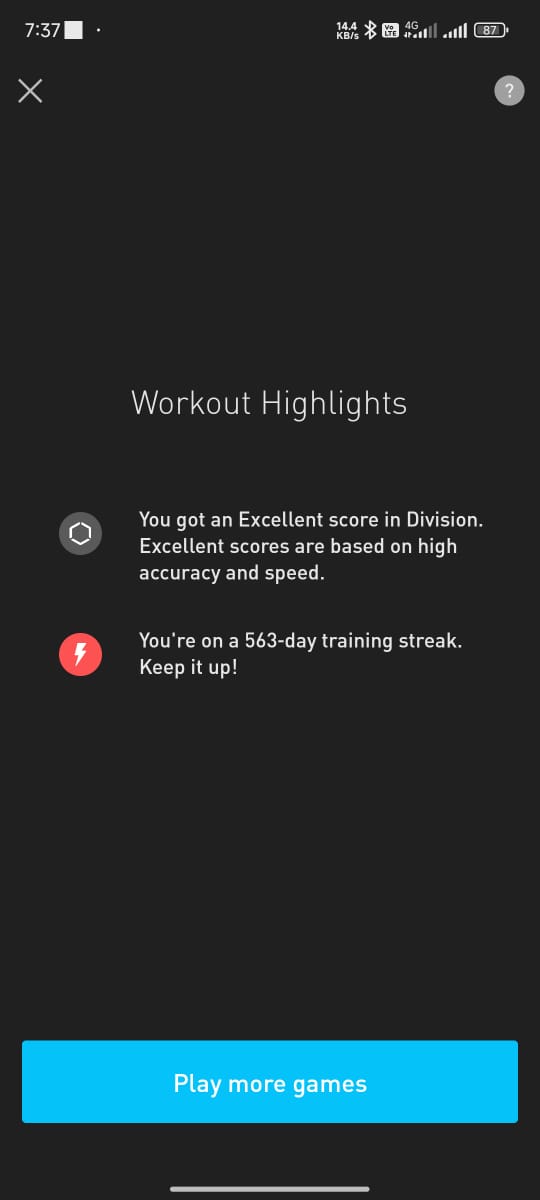 7:37
14.4
KB/s
Vo
LTE
4G
87
?
Workout Highlights
You got an Excellent score in Division.
Excellent scores are based on high
accuracy and speed.
You're on a 563-day training streak.
Keep it up!
Play more games